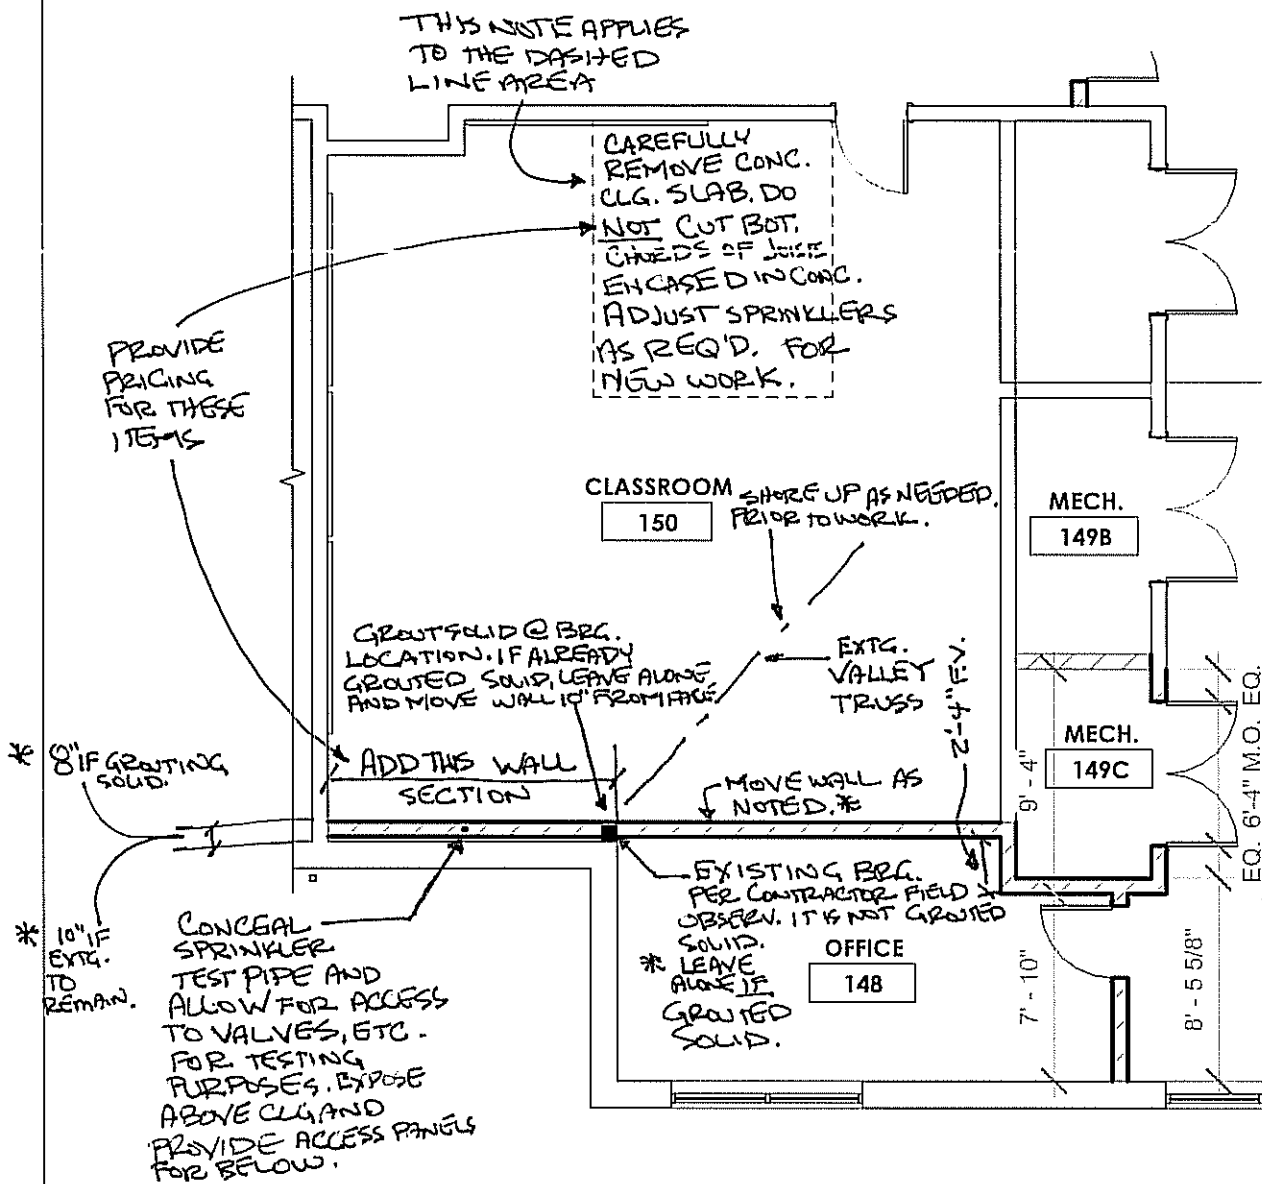 THIS NOTE APPLIES
TO THE DASHED
LINE AREA
CAREFULLY
REMOVE CONC.
CLG. SLAB. DO
NOT CUT BOT.
CHORDS OF JOIST
ENCASED IN CONC.
ADJUST SPRINKLERS
AS REQ'D. FOR
NEW WORK.
PROVIDE
PRICING
FOR THESE
ITEMS
CLASSROOM
150
SHORE UP AS NEEDED.
PRIOR TO WORK.
MECH.
149B
GROUT SOLID @ BRG.
LOCATION. IF ALREADY
GROUTED SOLID, LEAVE ALONE
AND MOVE WALL 10" FROM FACE
EXTG.
VALLEY
TRUSS
2'-4" V.I.F.
9' - 4"
MECH.
149C
EQ. 6'-4" M.O. EQ.
* 8" IF GROUTING
SOLID.
ADD THIS WALL
SECTION
MOVE WALL AS
NOTED. *
* 10" IF
EXTG.
TO
REMAIN.
CONCEAL
SPRINKLER
TEST PIPE AND
ALLOW FOR ACCESS
TO VALVES, ETC.
FOR TESTING
PURPOSES. EXPOSE
ABOVE CLG AND
PROVIDE ACCESS PANELS
FOR BELOW.
EXISTING BRG.
PER CONTRACTOR FIELD
OBSERV. IT IS NOT GROUTED
SOLID.
* LEAVE
ALONE IF
GROUTED
SOLID.
OFFICE
148
7' - 10"
8' - 5 5/8"